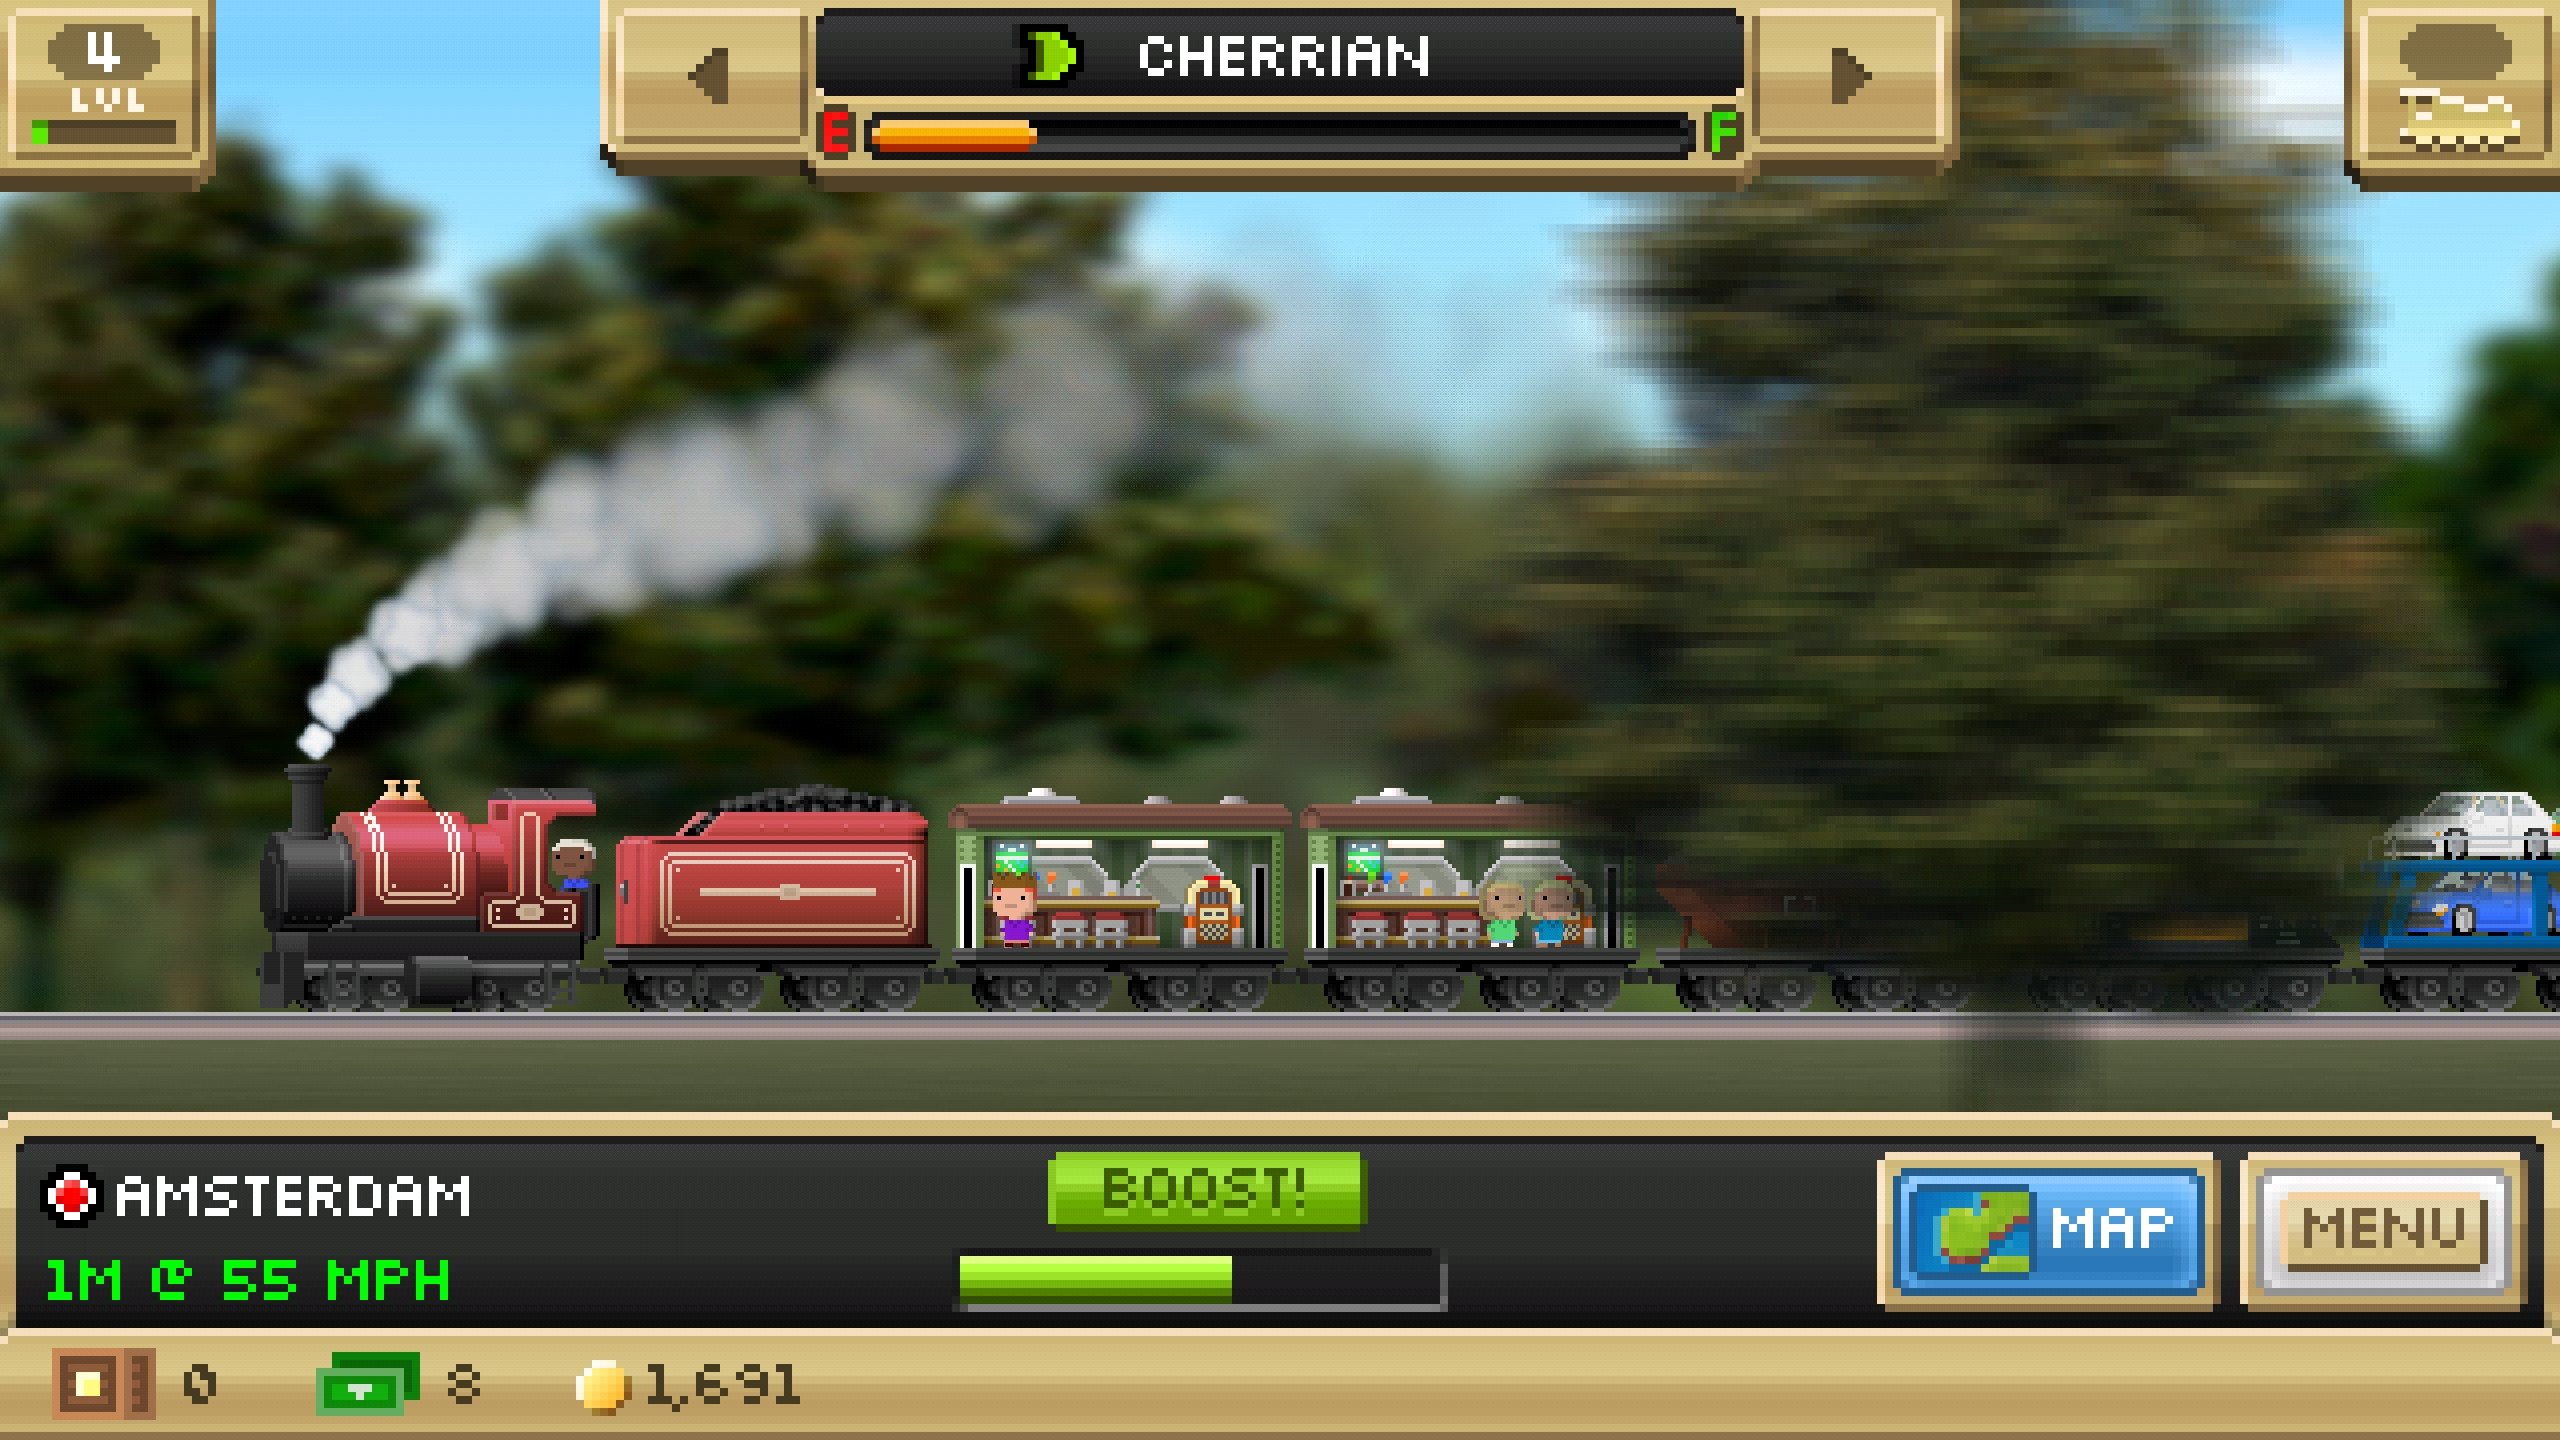 4
LVL
CHERRIAN
E
F
AMSTERDAM
1M @ 55 MPH
BOOST!
MAP
MENU
0
8
1,691